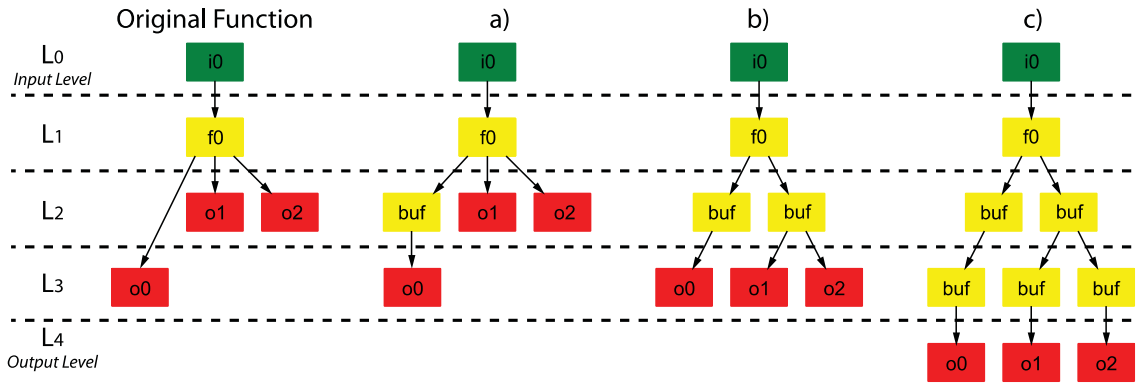 Original Function a) b) c)
L0 i0 i0 i0 i0
Input Level
L1 f0 f0 f0 f0
L2 o1 o2 buf o1 o2 buf buf buf buf
L3 o0 o0 o0 o1 o2 buf buf buf
L4 o0 o1 o2
Output Level